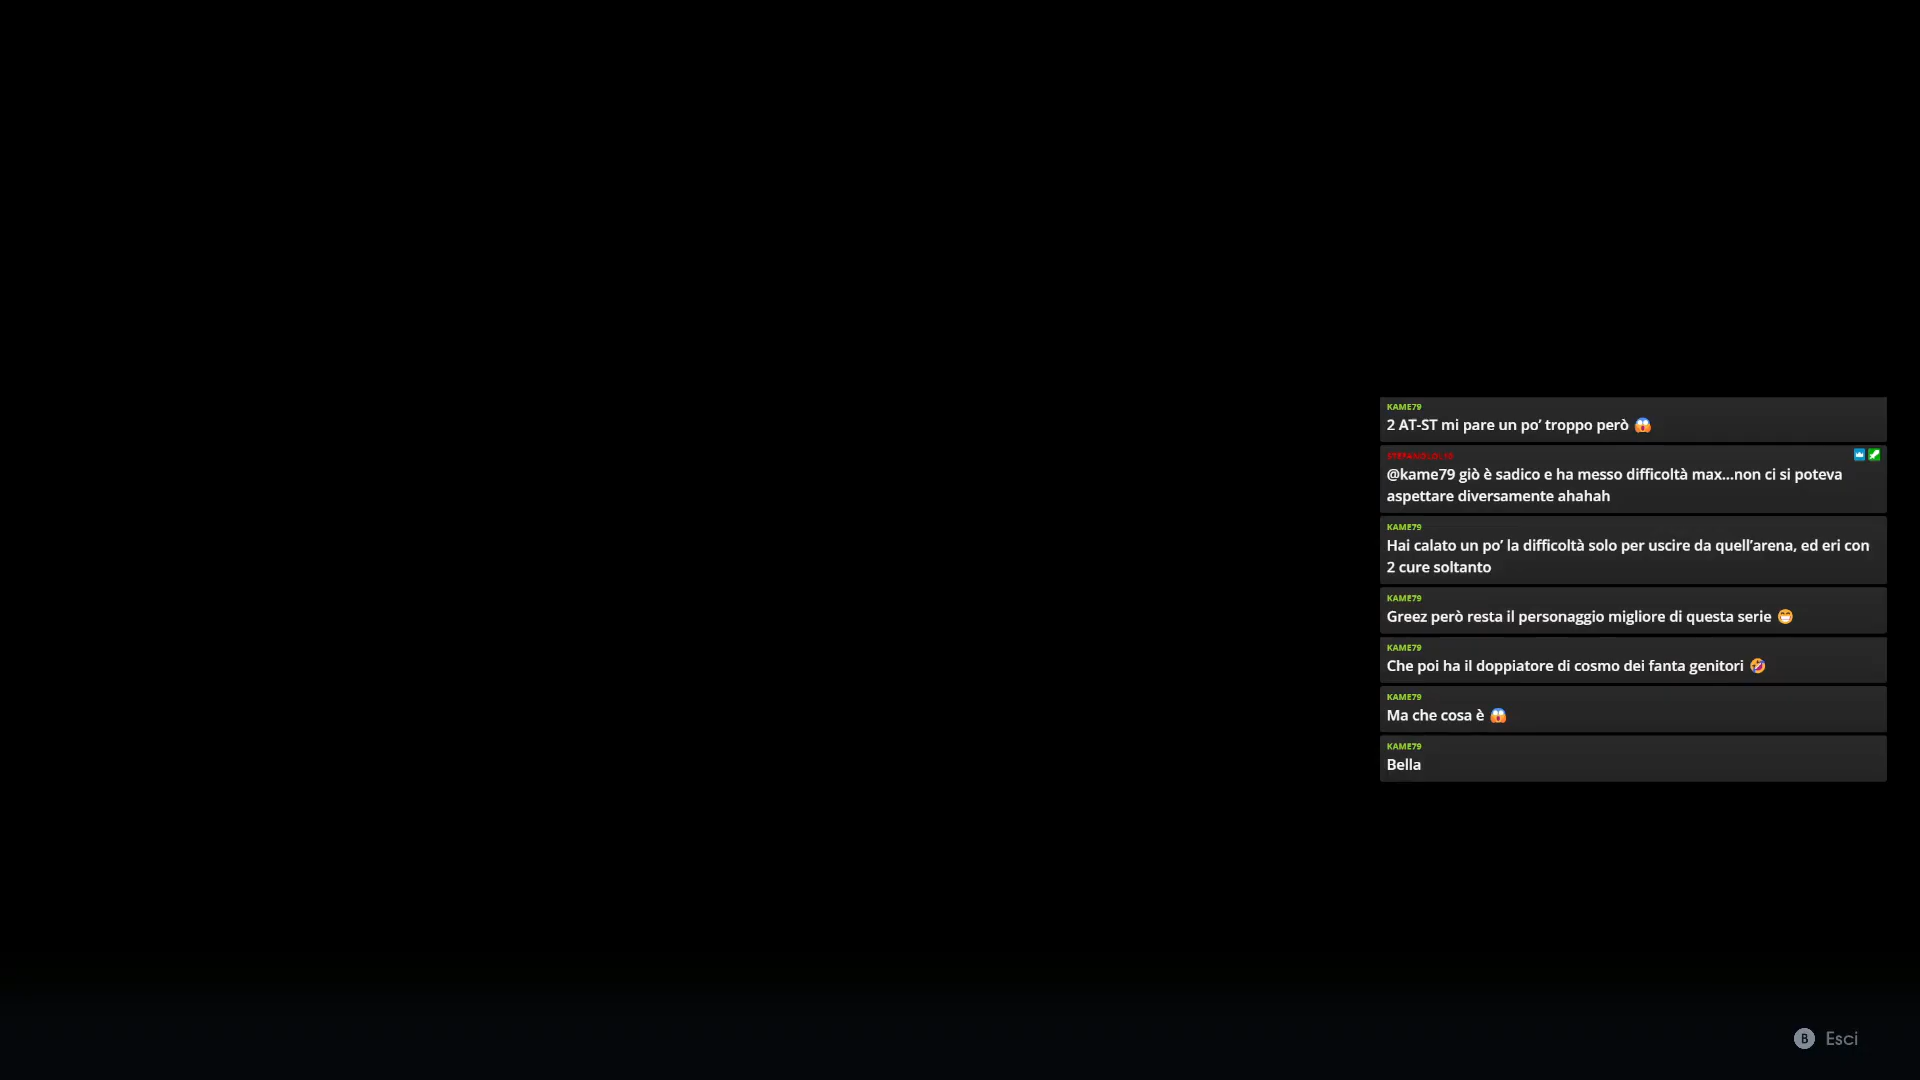 KAME79
2 AT-ST mi pare un po’ troppo però 😱
@kame79 giò è sadico e ha messo difficoltà max...non ci si poteva
aspettare diversamente ahahah
KAME79
Hai calato un po’ la difficoltà solo per uscire da quell’arena, ed eri con
2 cure soltanto
KAME79
Greez però resta il personaggio migliore di questa serie 😁
KAME79
Che poi ha il doppiatore di cosmo dei fanta genitori 🤣
KAME79
Ma che cosa è 😱
KAME79
Bella
B Esci